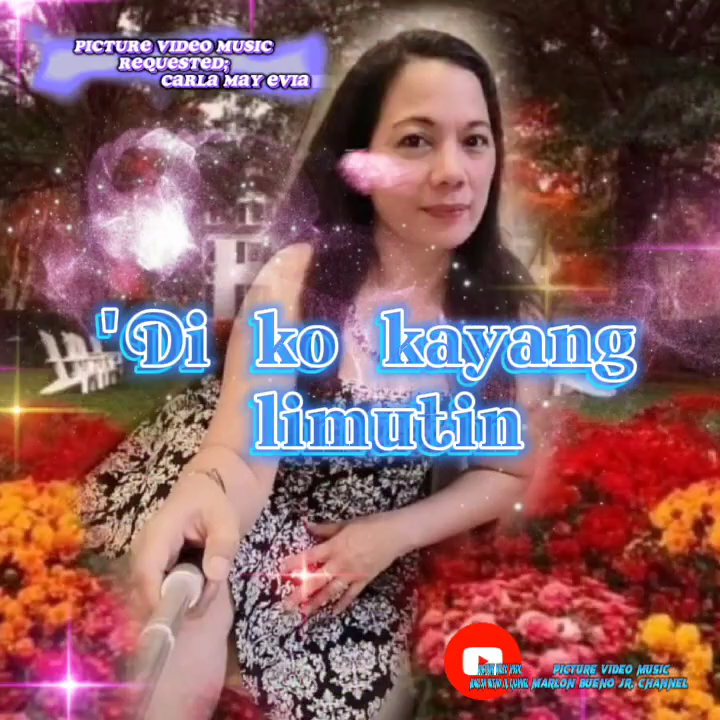 PICTURE VIDEO MUSIC
REQUESTED;
CARLA MAY EVIA
'Di ko kayang
limutin
PICTURE VIDEO MUSIC
MARLON BUENO JR. CHANNEL